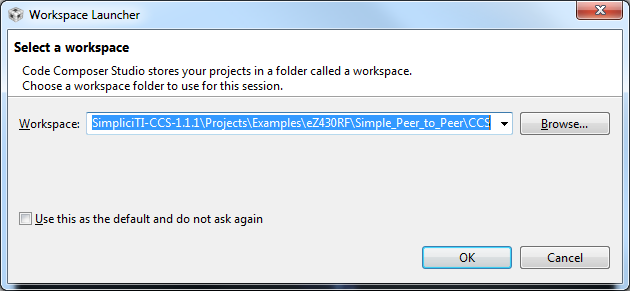 Workspace Launcher
Select a workspace
Code Composer Studio stores your projects in a folder called a workspace.
Choose a workspace folder to use for this session.
Workspace: SimpliciTI-CCS-1.1.1\Projects\Examples\eZ430RF\Simple_Peer_to_Peer\CCS Browse...
Use this as the default and do not ask again
OK Cancel